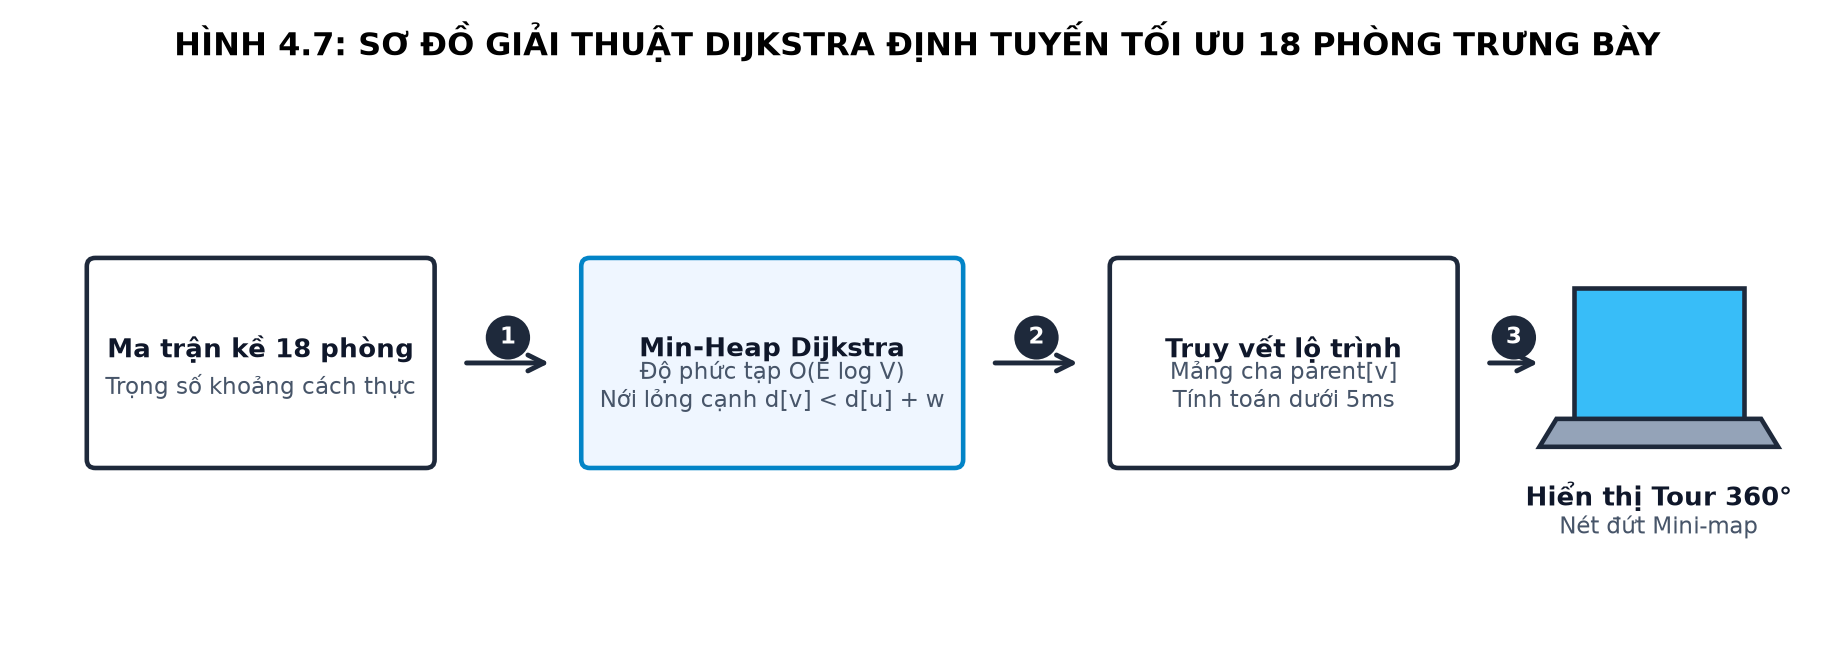 HÌNH 4.7: SƠ ĐỒ GIẢI THUẬT DIJKSTRA ĐỊNH TUYẾN TỐI ƯU 18 PHÒNG TRƯNG BÀY
Ma trận kề 18 phòng
Trọng số khoảng cách thực
1
Min-Heap Dijkstra
Độ phức tạp O(E log V)
Nới lỏng cạnh d[v] < d[u] + w
2
Truy vết lộ trình
Mảng cha parent[v]
Tính toán dưới 5ms
3
Hiển thị Tour 360°
Nét đứt Mini-map